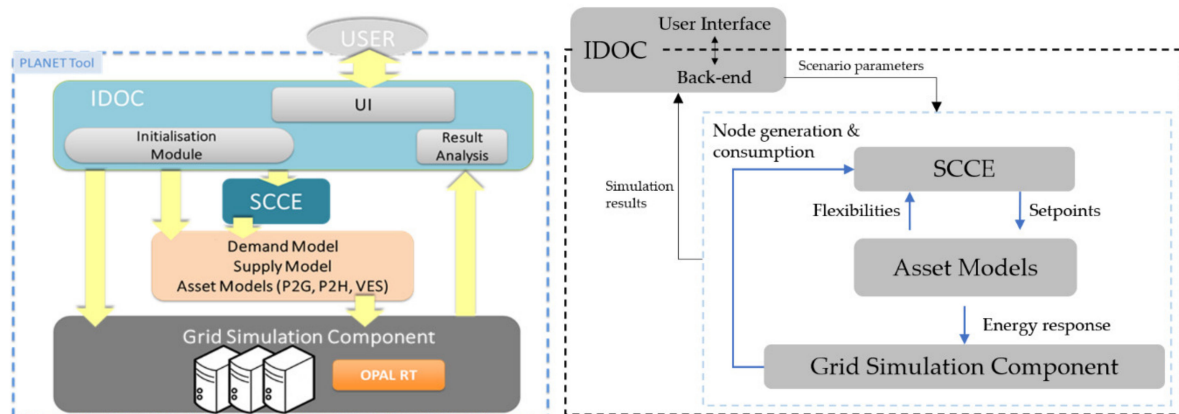 USER
PLANET Tool
IDOC
UI
Initialisation
Module
Result
Analysis
SCCE
Demand Model
Supply Model
Asset Models (P2G, P2H, VES)
Grid Simulation Component
OPAL RT
User Interface
IDOC
Back-end
Scenario parameters
Node generation &
consumption
SCCE
Simulation
results
Flexibilities
Setpoints
Asset Models
Energy response
Grid Simulation Component